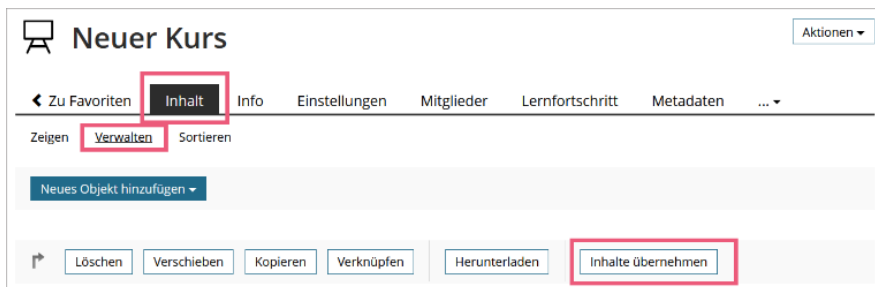 Neuer Kurs
Aktionen
Zu Favoriten Inhalt Info Einstellungen Mitglieder Lernfortschritt Metadaten ...
Zeigen Verwalten Sortieren
Neues Objekt hinzufügen
Löschen Verschieben Kopieren Verknüpfen Herunterladen Inhalte übernehmen